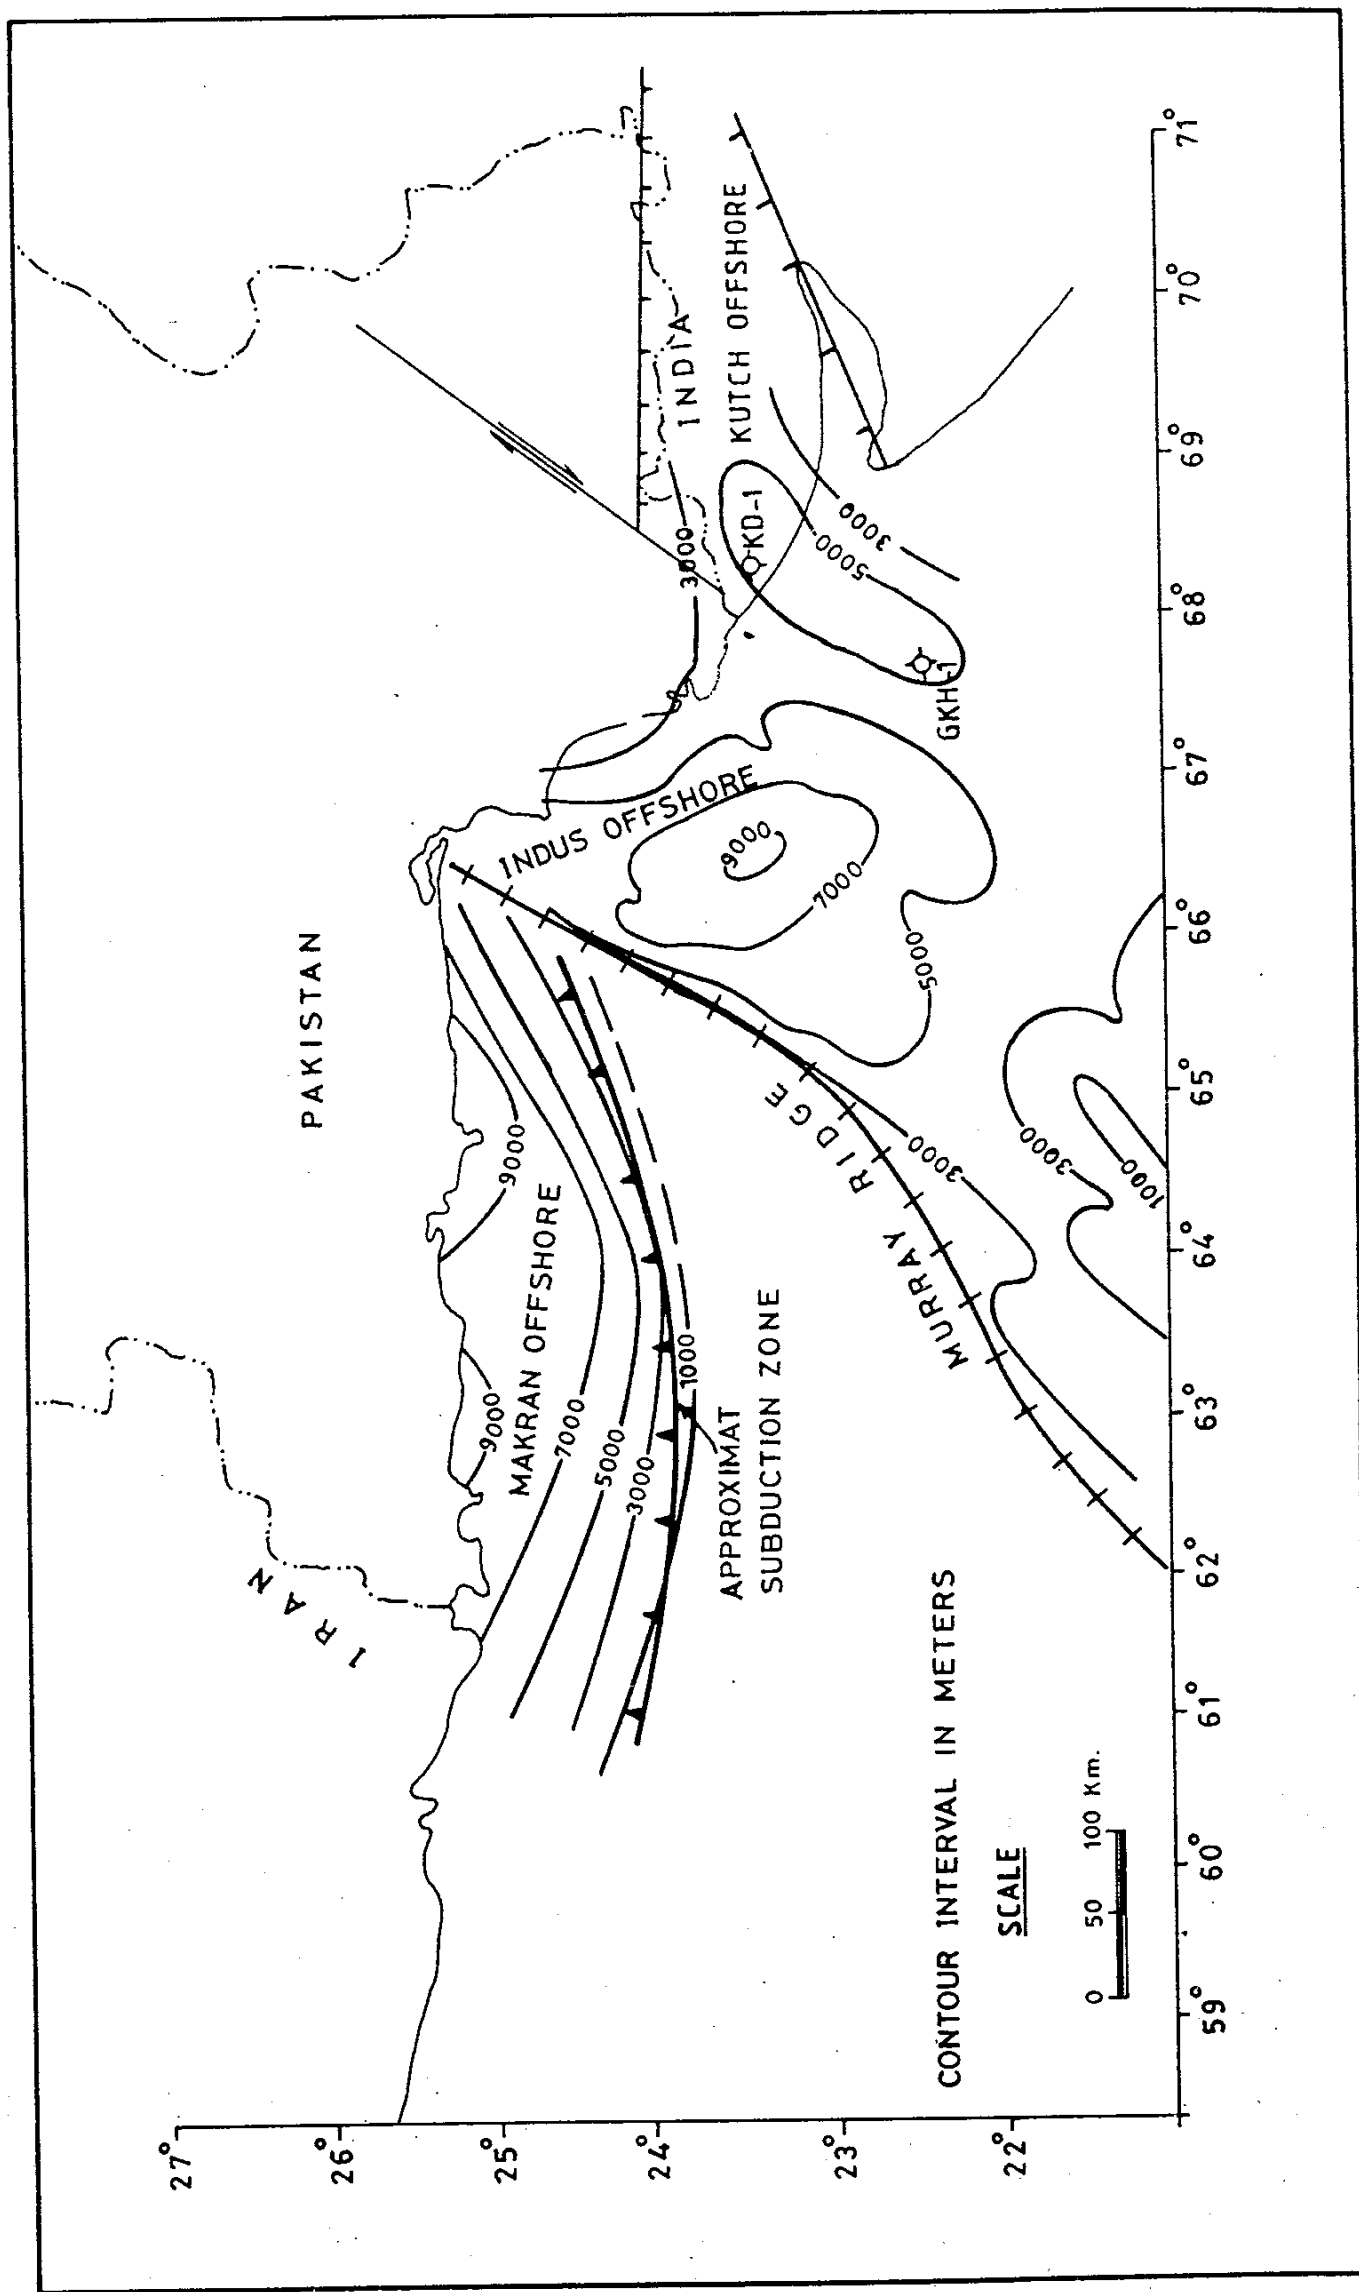 PAKISTAN
IRAN
INDIA
KUTCH OFFSHORE
INDUS OFFSHORE
MAKRAN OFFSHORE
MURRAY RIDGE
APPROXIMAT
SUBDUCTION ZONE
KD-1
GKH-1
9000
9000
7000
5000
3000
1000
9000
7000
5000
3000
3000
1000
3000
5000
3000
CONTOUR INTERVAL IN METERS
SCALE
0 50 100 Km.
27°
26°
25°
24°
23°
22°
59° 60° 61° 62° 63° 64° 65° 66° 67° 68° 69° 70° 71°